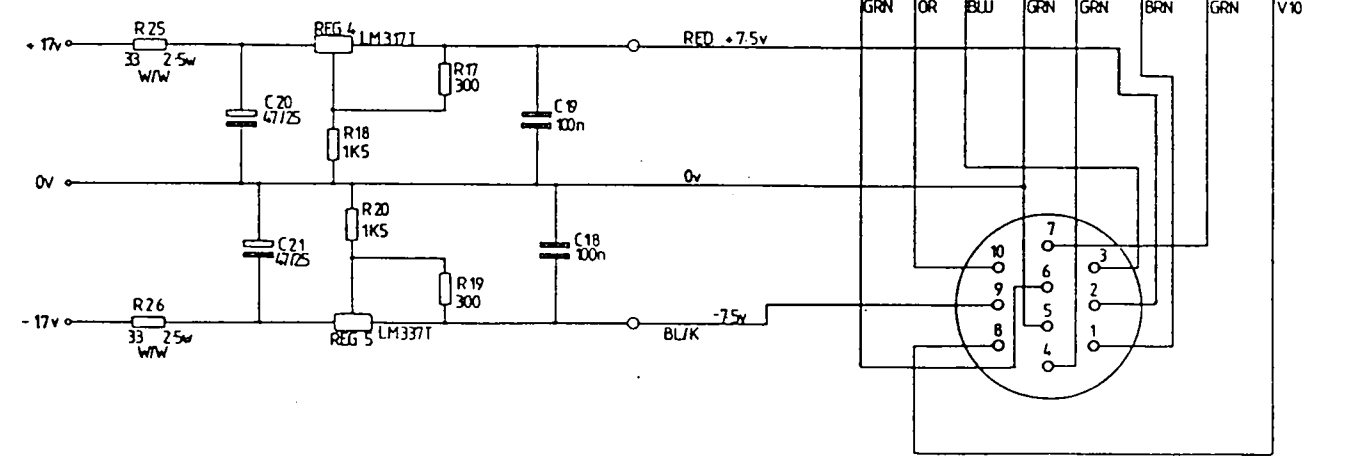 GRN OR BLU GRN GRN BRN GRN V10
R25
+ 17v
33 2·5w
W/W
REG 4
LM317T
RED +7·5v
R17
300
C20
47/25
C19
100n
R18
1K5
0V
0v
R20
1K5
C21
47/25
C18
100n
R19
300
R26
- 17v
33 2·5w
W/W
REG 5
LM337T
-7.5v
BL/K
7
10
3
6
9
2
5
8
1
4